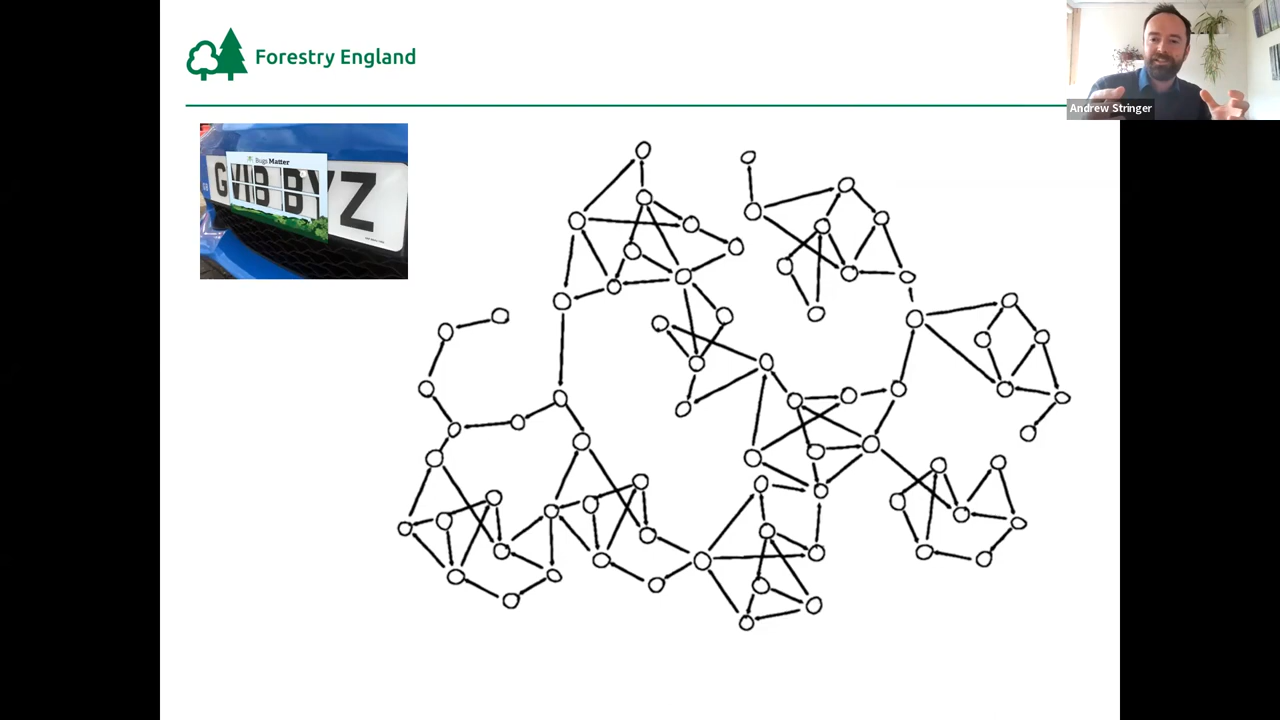 Forestry England
Andrew Stringer
Bugs Matter
GV18 BYZ